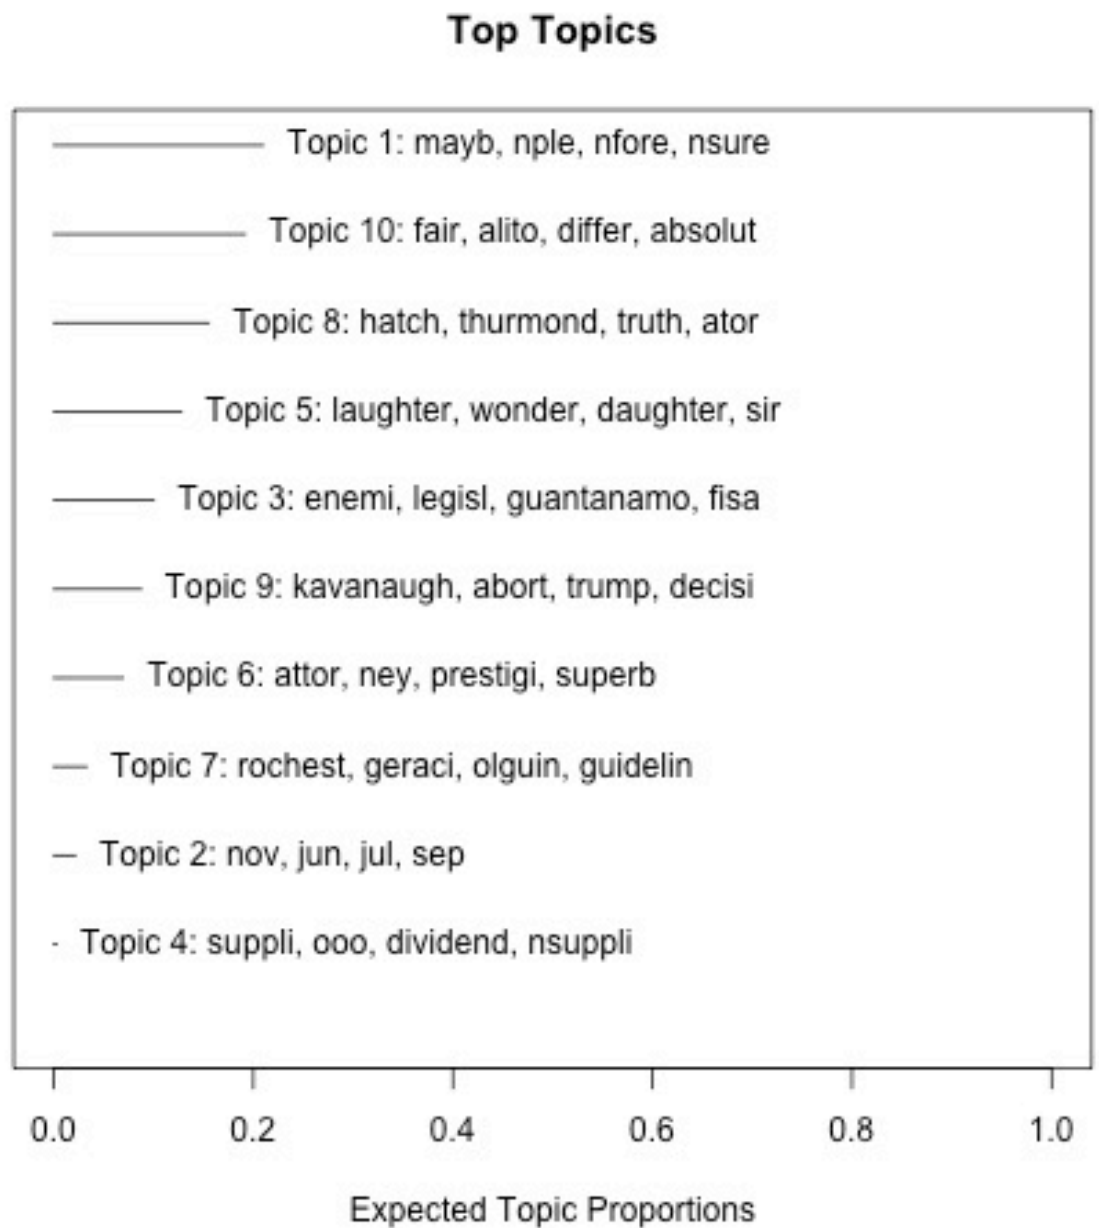 Top Topics
Topic 1: mayb, nple, nfore, nsure
Topic 10: fair, alito, differ, absolut
Topic 8: hatch, thurmond, truth, ator
Topic 5: laughter, wonder, daughter, sir
Topic 3: enemi, legisl, guantanamo, fisa
Topic 9: kavanaugh, abort, trump, decisi
Topic 6: attor, ney, prestigi, superb
Topic 7: rochest, geraci, olguin, guidelin
Topic 2: nov, jun, jul, sep
Topic 4: suppli, ooo, dividend, nsuppli
0.0 0.2 0.4 0.6 0.8 1.0
Expected Topic Proportions